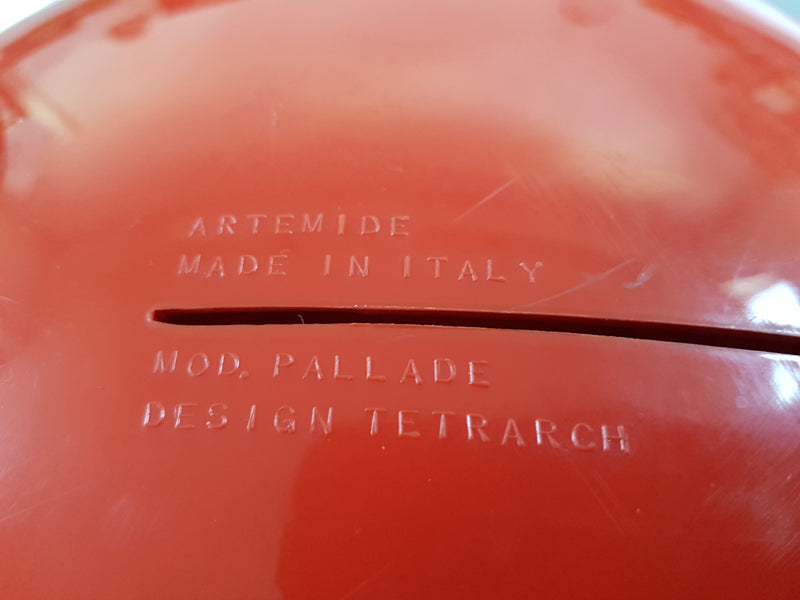 ARTEMIDE
MADE IN ITALY
MOD. PALLADE
DESIGN TETRARCH